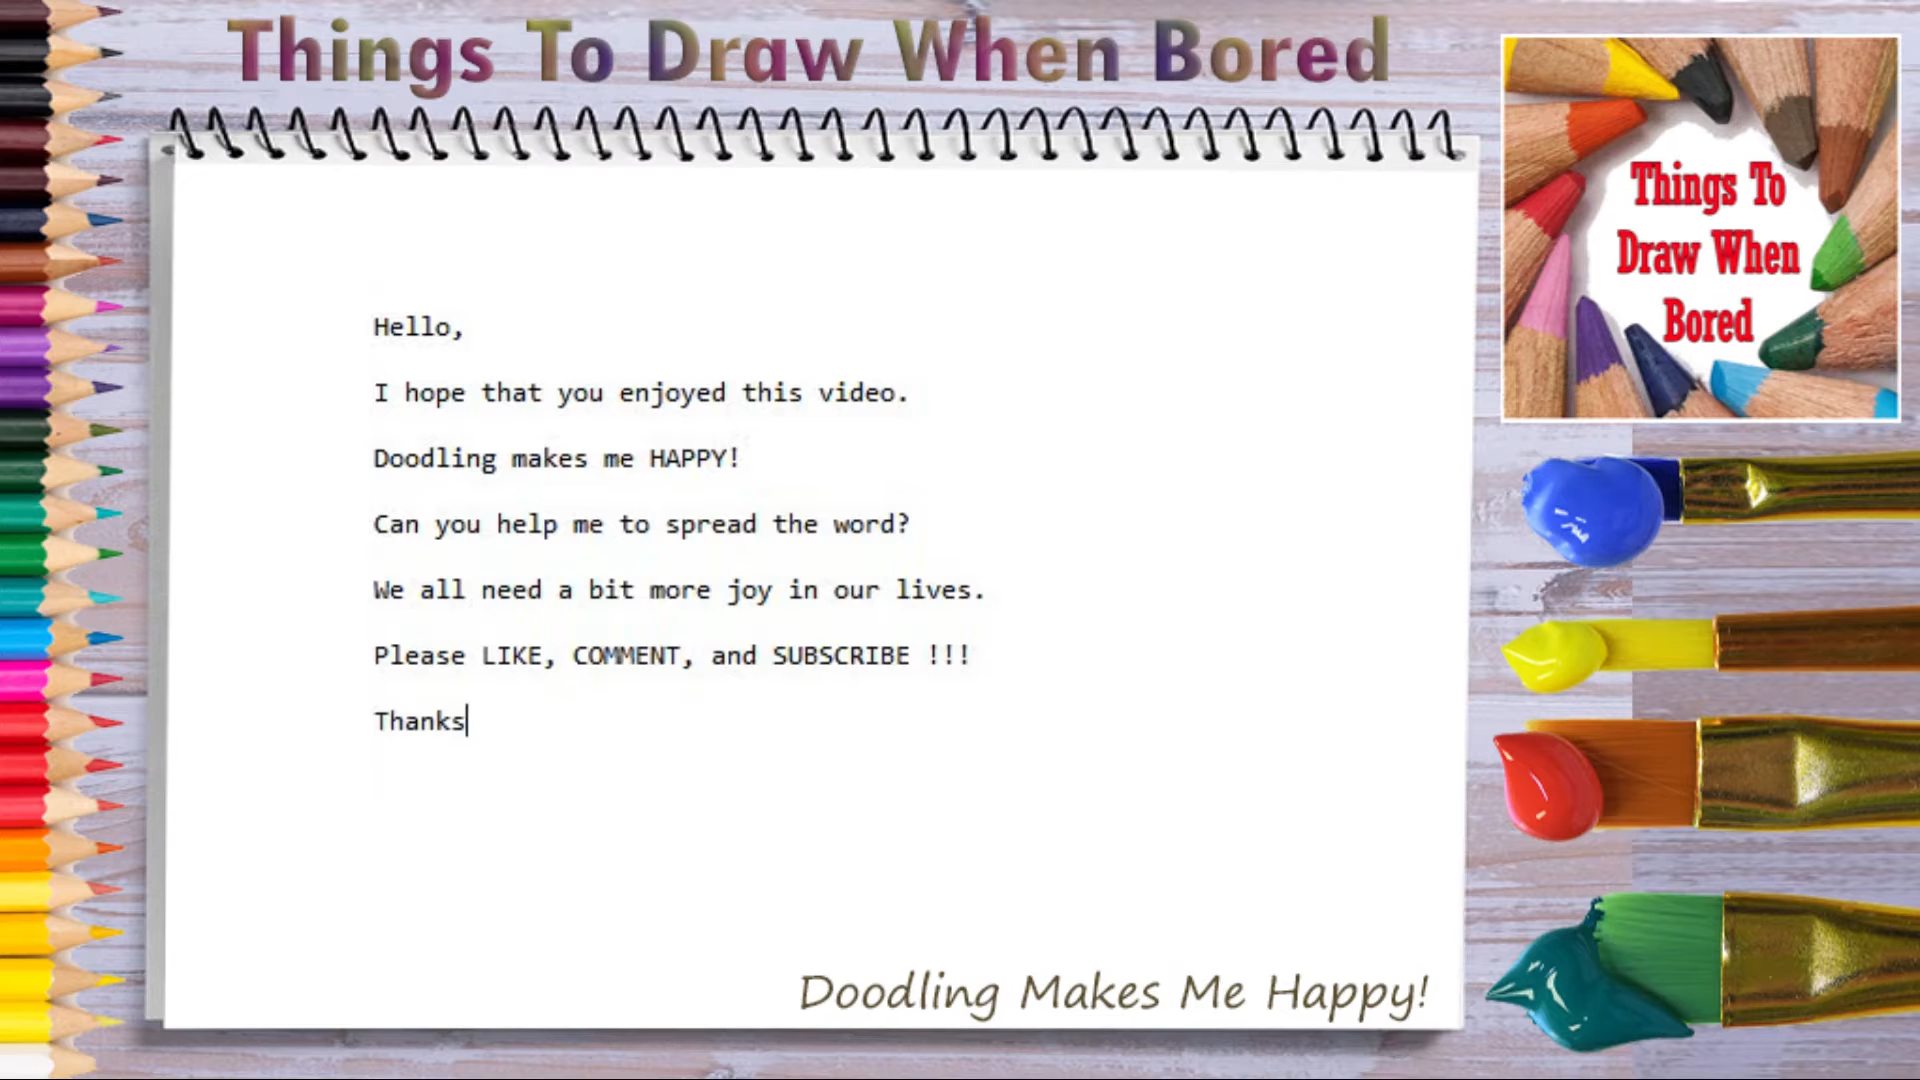 Things To Draw When Bored
Things To
Draw When
Bored
Hello,
I hope that you enjoyed this video.
Doodling makes me HAPPY!
Can you help me to spread the word?
We all need a bit more joy in our lives.
Please LIKE, COMMENT, and SUBSCRIBE !!!
Thanks
Doodling Makes Me Happy!